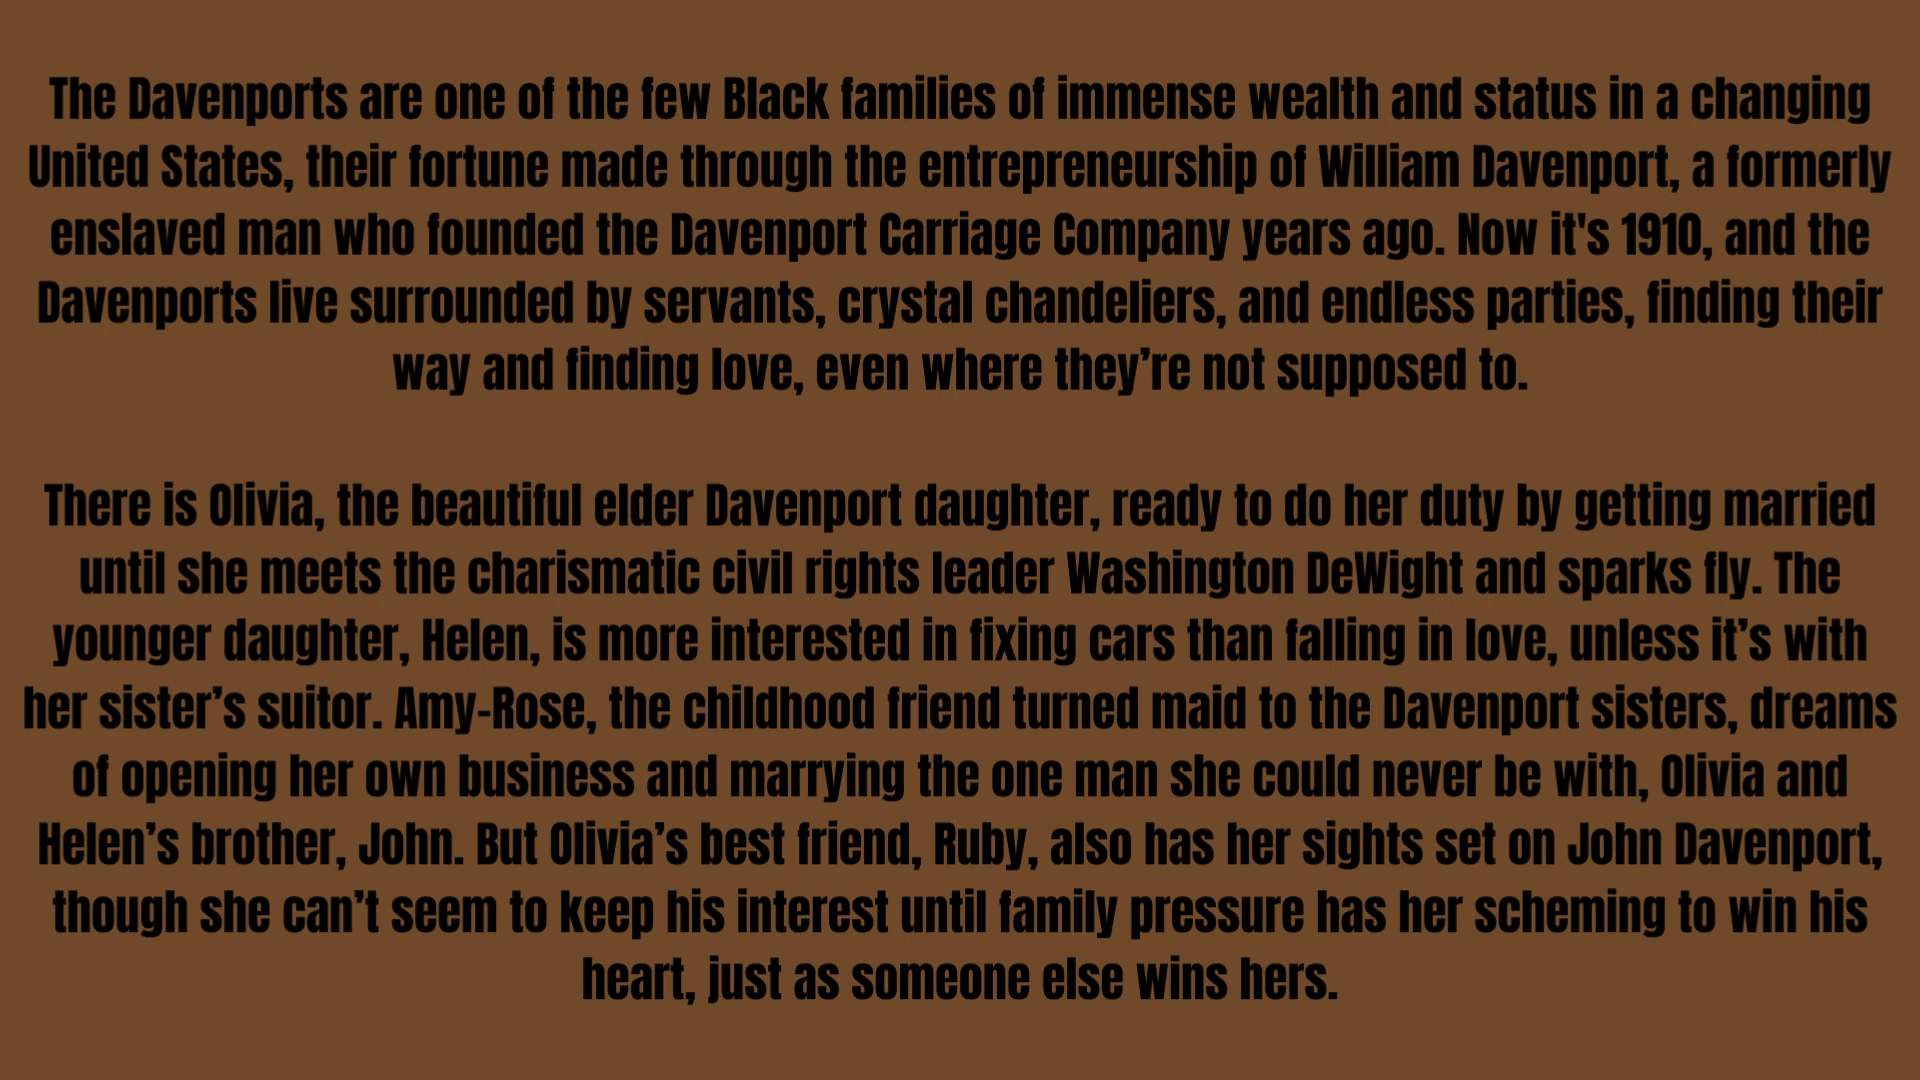 The Davenports are one of the few Black families of immense wealth and status in a changing
United States, their fortune made through the entrepreneurship of William Davenport, a formerly
enslaved man who founded the Davenport Carriage Company years ago. Now it's 1910, and the
Davenports live surrounded by servants, crystal chandeliers, and endless parties, finding their
way and finding love, even where they’re not supposed to.
There is Olivia, the beautiful elder Davenport daughter, ready to do her duty by getting married
until she meets the charismatic civil rights leader Washington DeWight and sparks fly. The
younger daughter, Helen, is more interested in fixing cars than falling in love, unless it’s with
her sister’s suitor. Amy-Rose, the childhood friend turned maid to the Davenport sisters, dreams
of opening her own business and marrying the one man she could never be with, Olivia and
Helen’s brother, John. But Olivia’s best friend, Ruby, also has her sights set on John Davenport,
though she can’t seem to keep his interest until family pressure has her scheming to win his
heart, just as someone else wins hers.